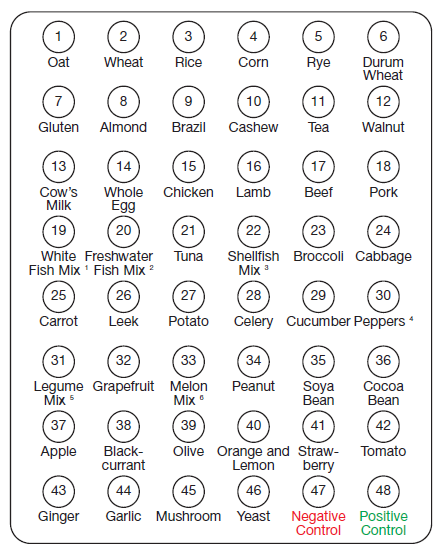 1 2 3 4 5 6
Oat Wheat Rice Corn Rye Durum
Wheat
7 8 9 10 11 12
Gluten Almond Brazil Cashew Tea Walnut
13 14 15 16 17 18
Cow's Whole Chicken Lamb Beef Pork
Milk Egg
19 20 21 22 23 24
White Freshwater Tuna Shellfish Broccoli Cabbage
Fish Mix ¹ Fish Mix ² Mix ³
25 26 27 28 29 30
Carrot Leek Potato Celery Cucumber Peppers ⁴
31 32 33 34 35 36
Legume Grapefruit Melon Peanut Soya Cocoa
Mix ⁵ Mix ⁶ Bean Bean
37 38 39 40 41 42
Apple Black- Olive Orange and Straw- Tomato
currant Lemon berry
43 44 45 46 47 48
Ginger Garlic Mushroom Yeast Negative Positive
Control Control